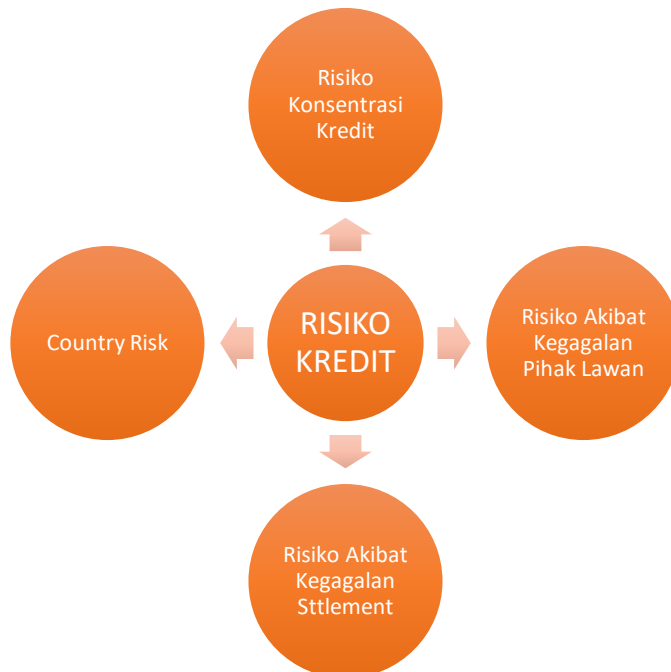 Risiko
Konsentrasi
Kredit
Country Risk
RISIKO
KREDIT
Risiko Akibat
Kegagalan
Pihak Lawan
Risiko Akibat
Kegagalan
Sttlement